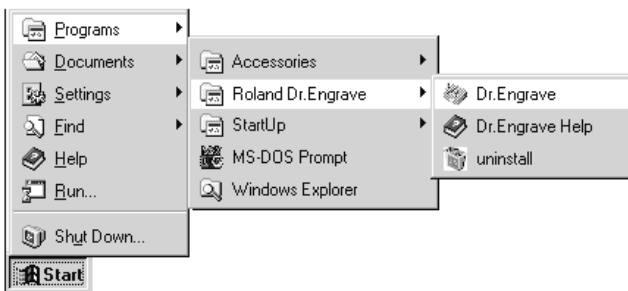 Programs
Documents
Settings
Find
Help
Run...
Shut Down...
Start
Accessories
Roland Dr.Engrave
StartUp
MS-DOS Prompt
Windows Explorer
Dr.Engrave
Dr.Engrave Help
uninstall